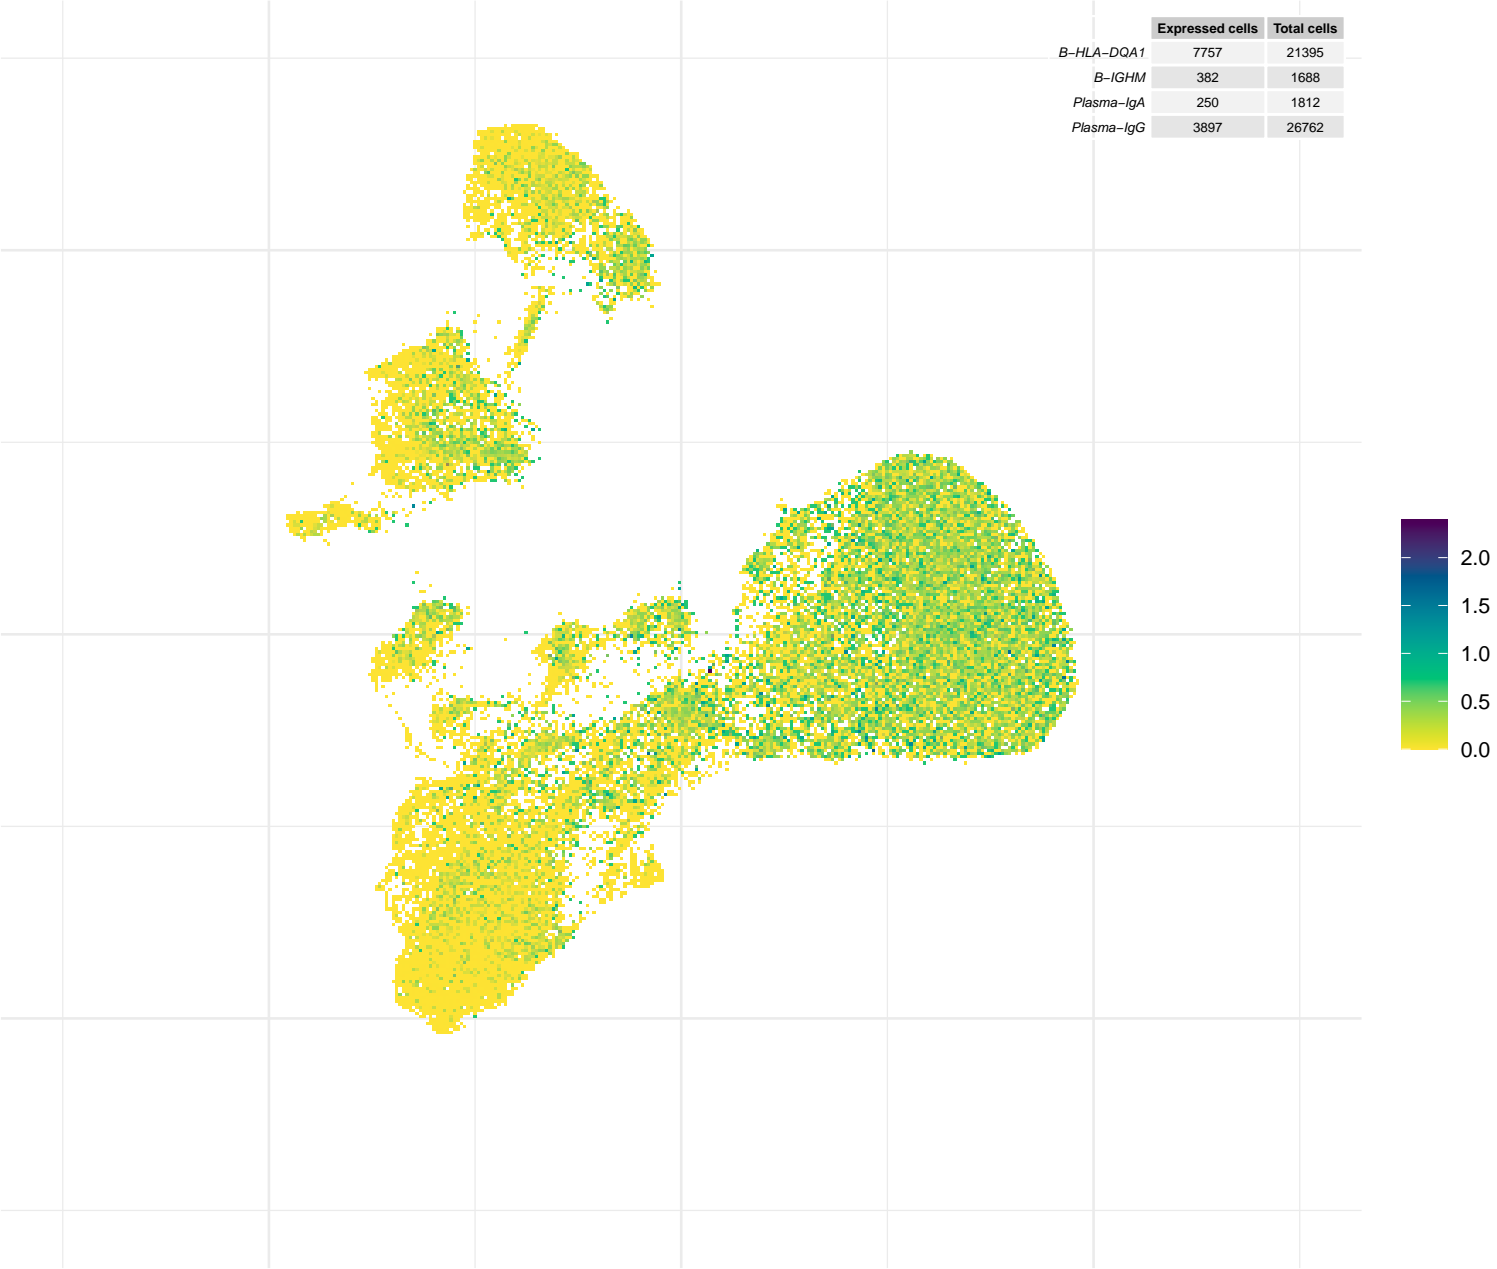 Expressed cells Total cells
B−HLA−DQA1 7757 21395
B−IGHM 382 1688
Plasma−IgA 250 1812
Plasma−IgG 3897 26762
2.0
1.5
1.0
0.5
0.0